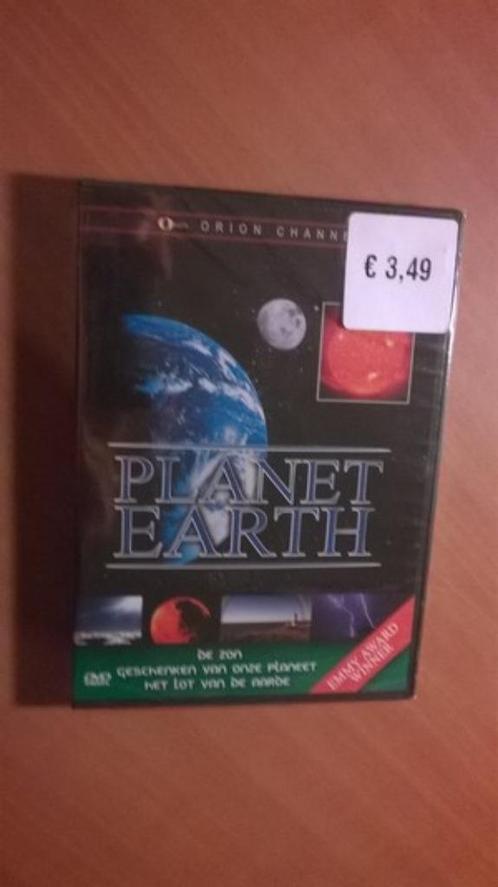 ORION CHANNE
€ 3,49
PLANET
EARTH
DE ZON
GESCHENKEN VAN ONZE PLANEET
HET LOT VAN DE AARDE
EMMY AWARD
WINNER
DVD